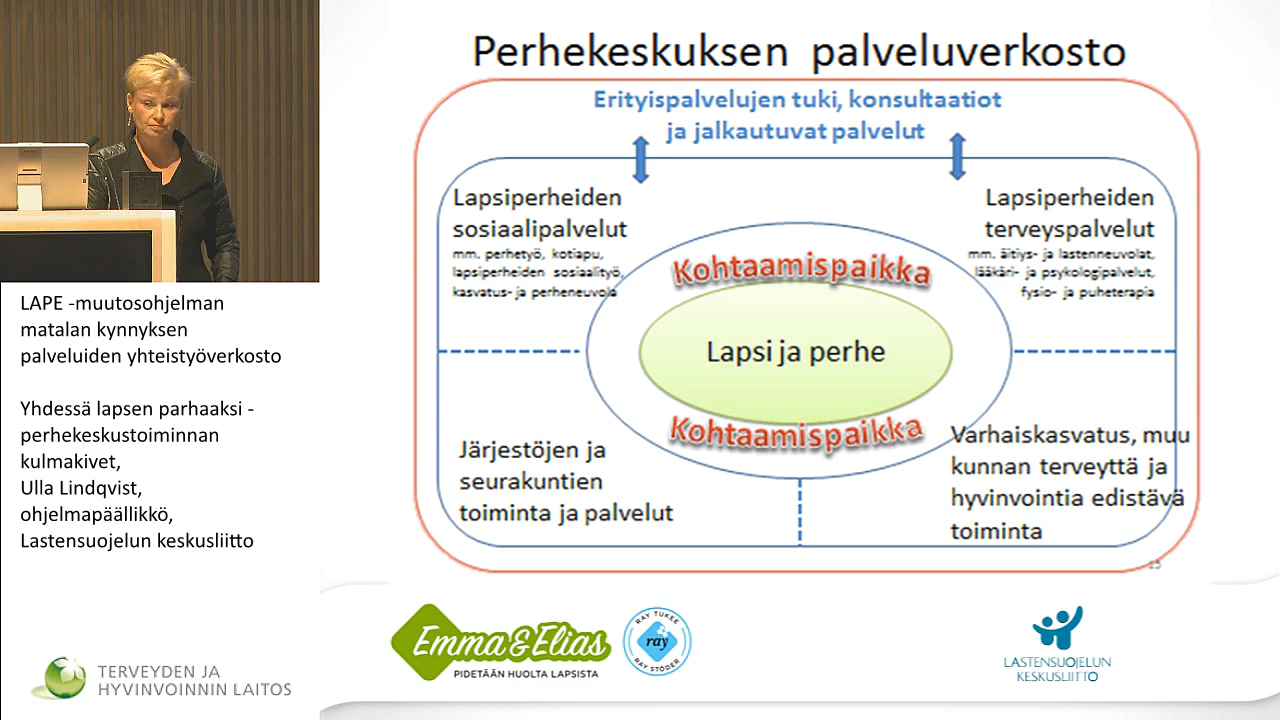 Perhekeskuksen palveluverkosto
Erityispalvelujen tuki, konsultaatiot
ja jalkautuvat palvelut
Lapsiperheiden
sosiaalipalvelut
mm. perhetyö, kotiapu,
lapsiperheiden sosiaalityö,
kasvatus- ja perheneuvola
Lapsiperheiden
terveyspalvelut
mm. äitiys- ja lastenneuvolat,
lääkäri- ja psykologipalvelut,
fysio- ja puheterapia
Kohtaamispaikka
Lapsi ja perhe
Kohtaamispaikka
Järjestöjen ja
seurakuntien
toiminta ja palvelut
Varhaiskasvatus, muu
kunnan terveyttä ja
hyvinvointia edistävä
toiminta
LAPE -muutosohjelman
matalan kynnyksen
palveluiden yhteistyöverkosto
Yhdessä lapsen parhaaksi -
perhekeskustoiminnan
kulmakivet,
Ulla Lindqvist,
ohjelmapäällikkö,
Lastensuojelun keskusliitto
TERVEYDEN JA
HYVINVOINNIN LAITOS
Emma & Elias
PIDETÄÄN HUOLTA LAPSISTA
RAY TUKEE
ray
RAY STÖDER
LASTENSUOJELUN
KESKUSLIITTO